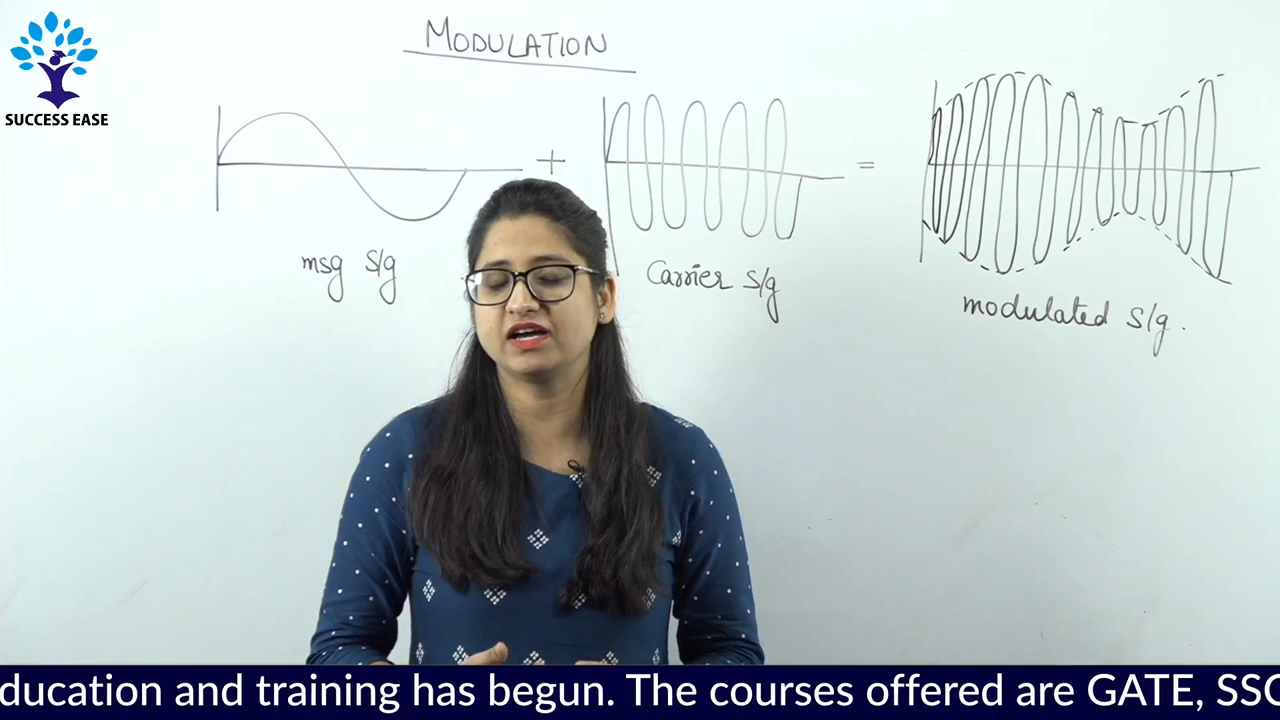 MODULATION
SUCCESS EASE
+
=
msg s/g
Carrier s/g
modulated s/g.
ducation and training has begun. The courses offered are GATE, SSC